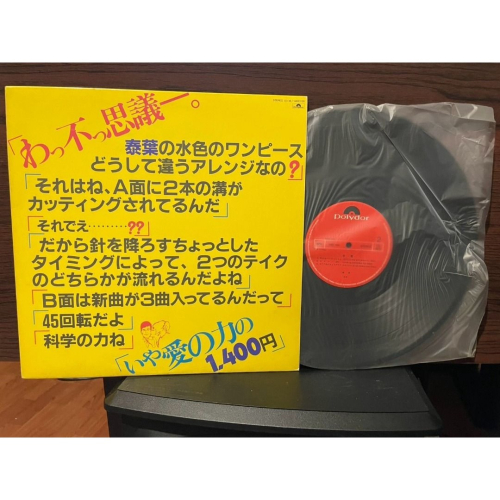 「わっ不っ思議ー。
泰葉の水色のワンピース
どうして違うアレンジなの?」
「それはね、A面に2本の溝が
カッティングされてるんだ」
「それでえ………??」
「だから針を降ろすちょっとした
タイミングによって、2つのテイク
のどちらかが流れるんだよね」
「B面は新曲が3曲入ってるんだって」
「45回転だよ」
「科学の力ね」
「いや愛の力の
1,400円」
Polydor